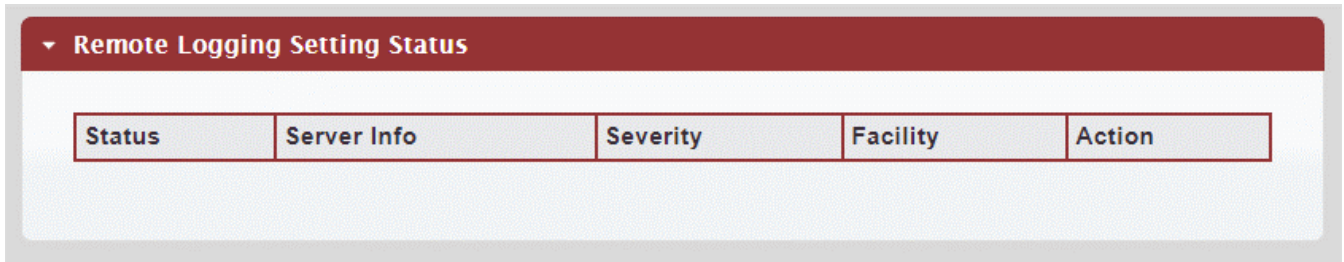 Remote Logging Setting Status
Status Server Info Severity Facility Action